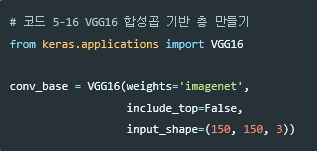 # 코드 5-16 VGG16 합성곱 기반 층 만들기
from keras.applications import VGG16
conv_base = VGG16(weights='imagenet',
include_top=False,
input_shape=(150, 150, 3))